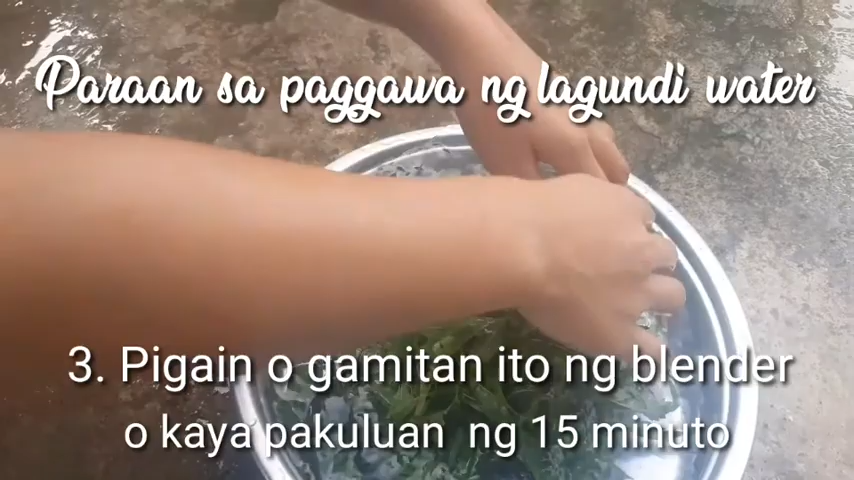 Paraan sa paggawa ng lagundi water
3. Pigain o gamitan ito ng blender
o kaya pakuluan ng 15 minuto